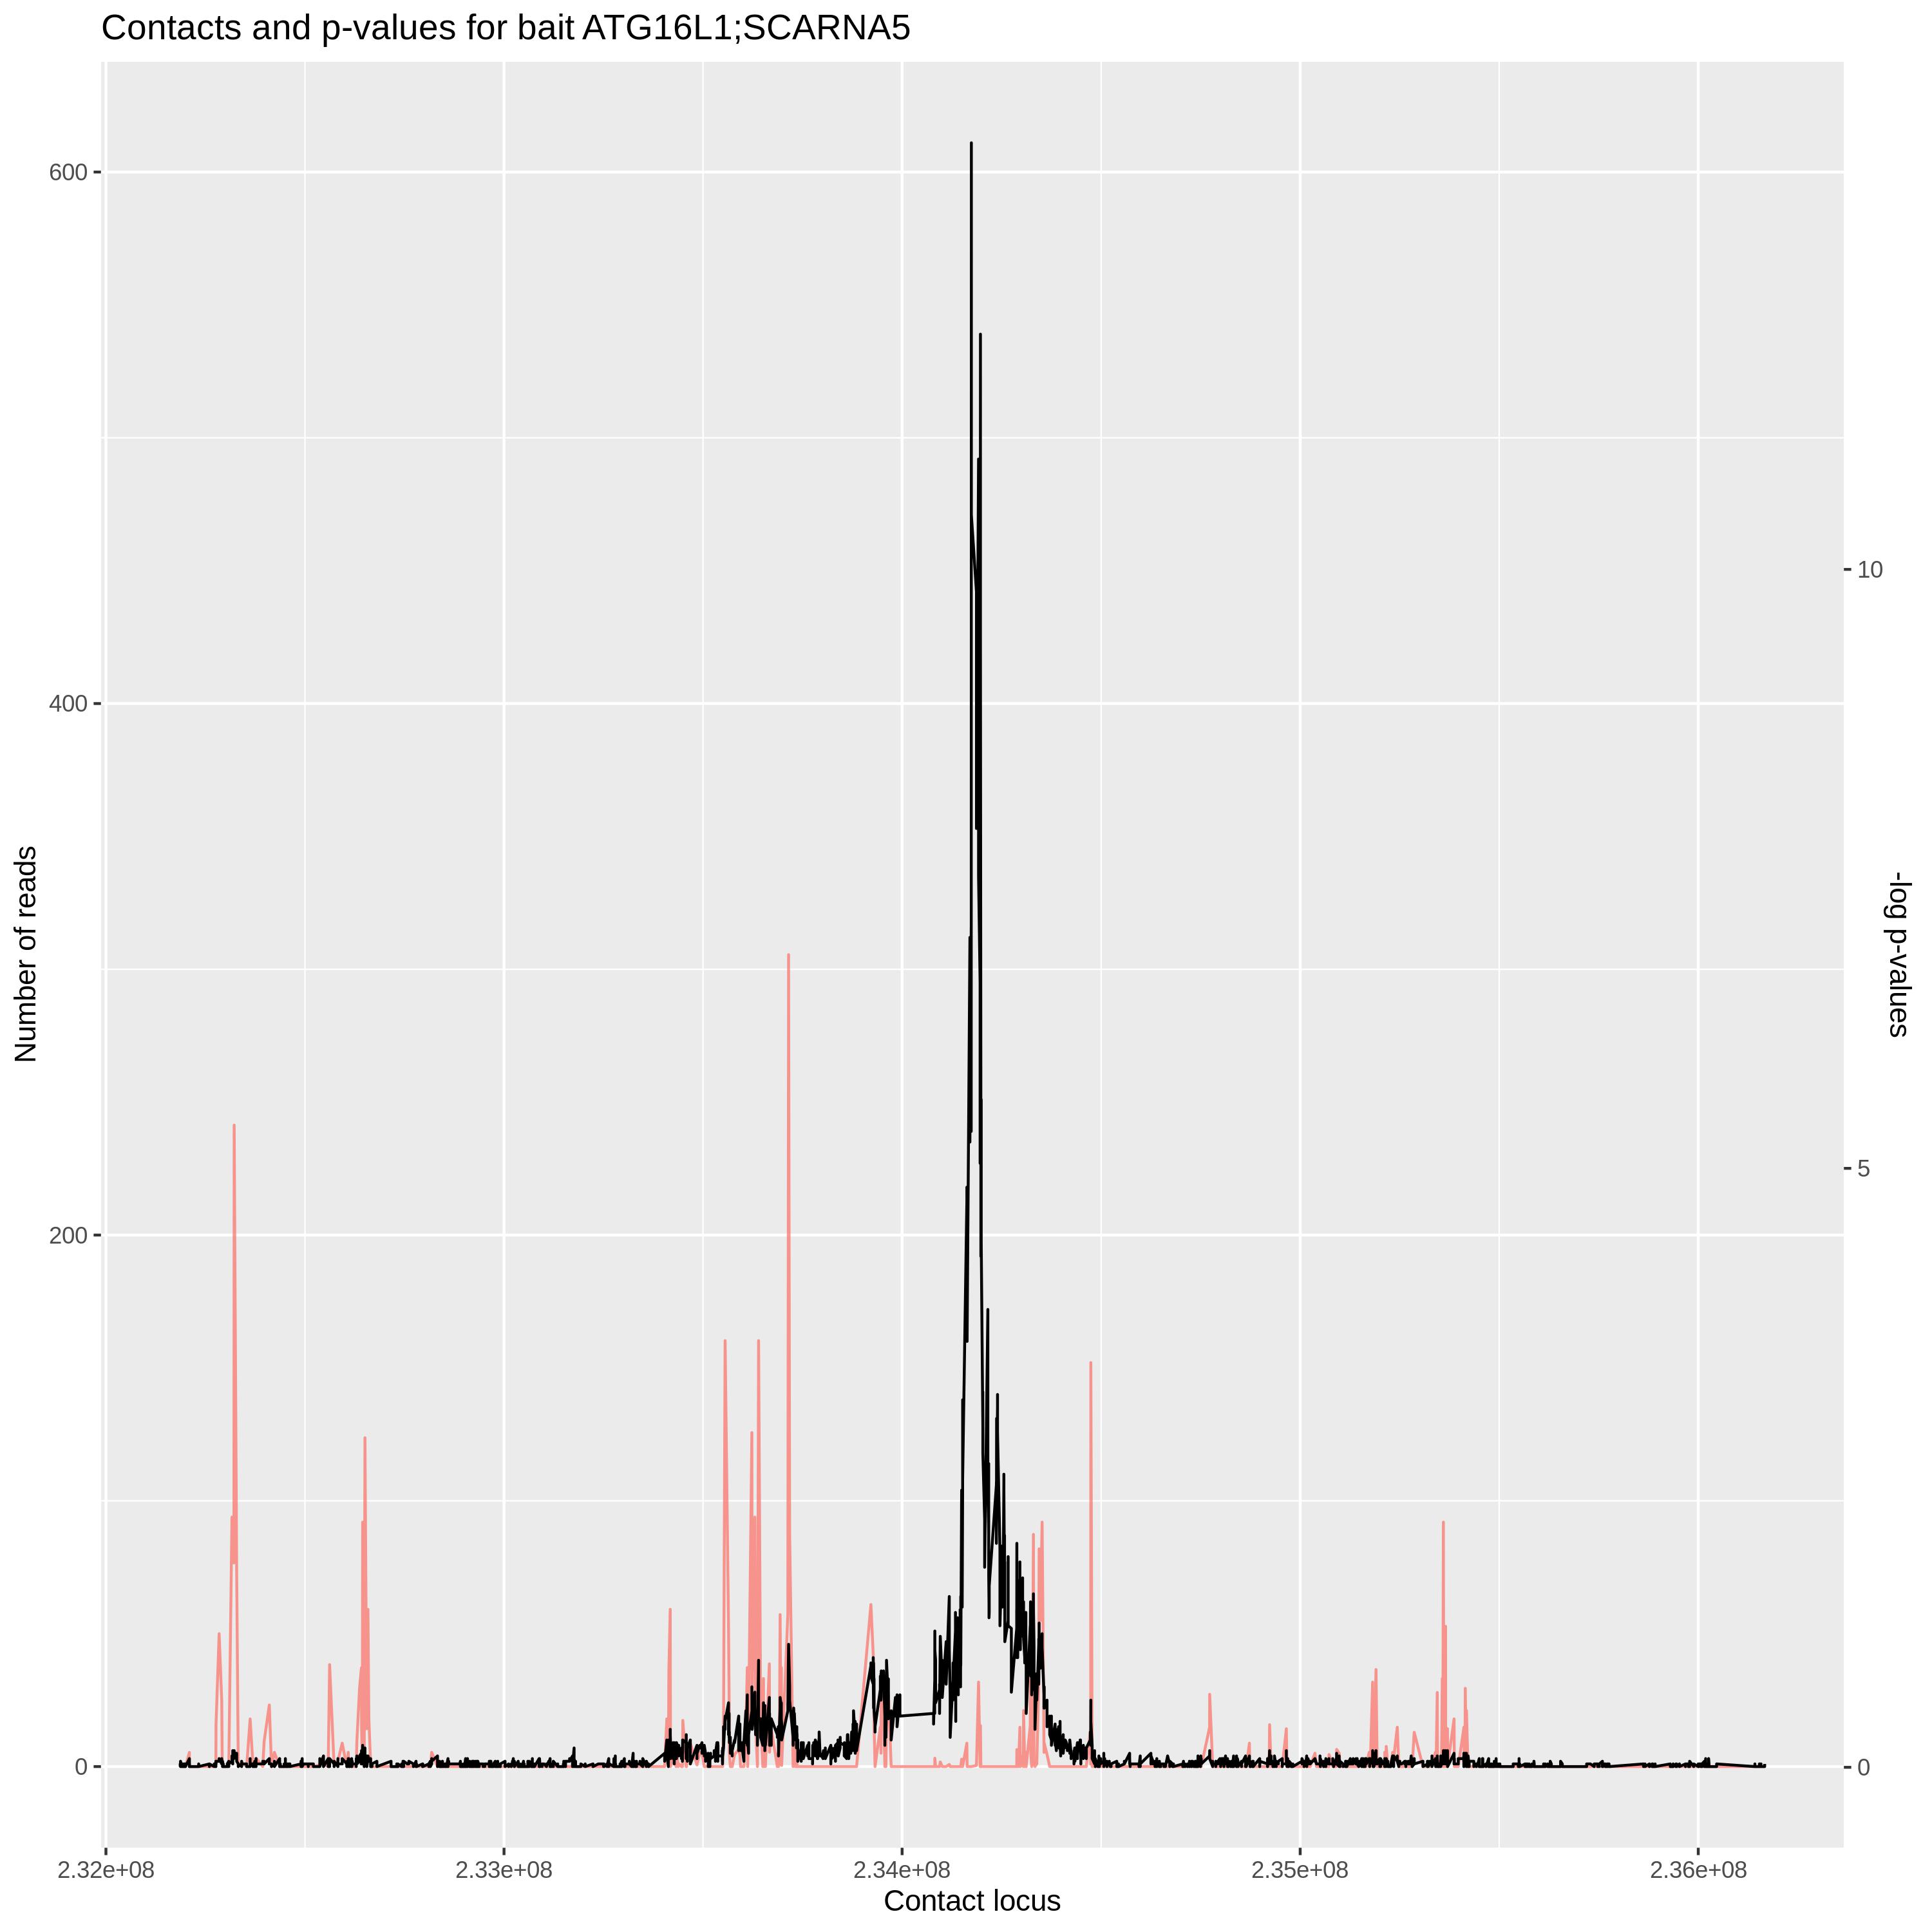 Contacts and p-values for bait ATG16L1;SCARNA5
600
400
200
0
Number of reads
10
5
0
-log p-values
2.32e+08 2.33e+08 2.34e+08 2.35e+08 2.36e+08
Contact locus